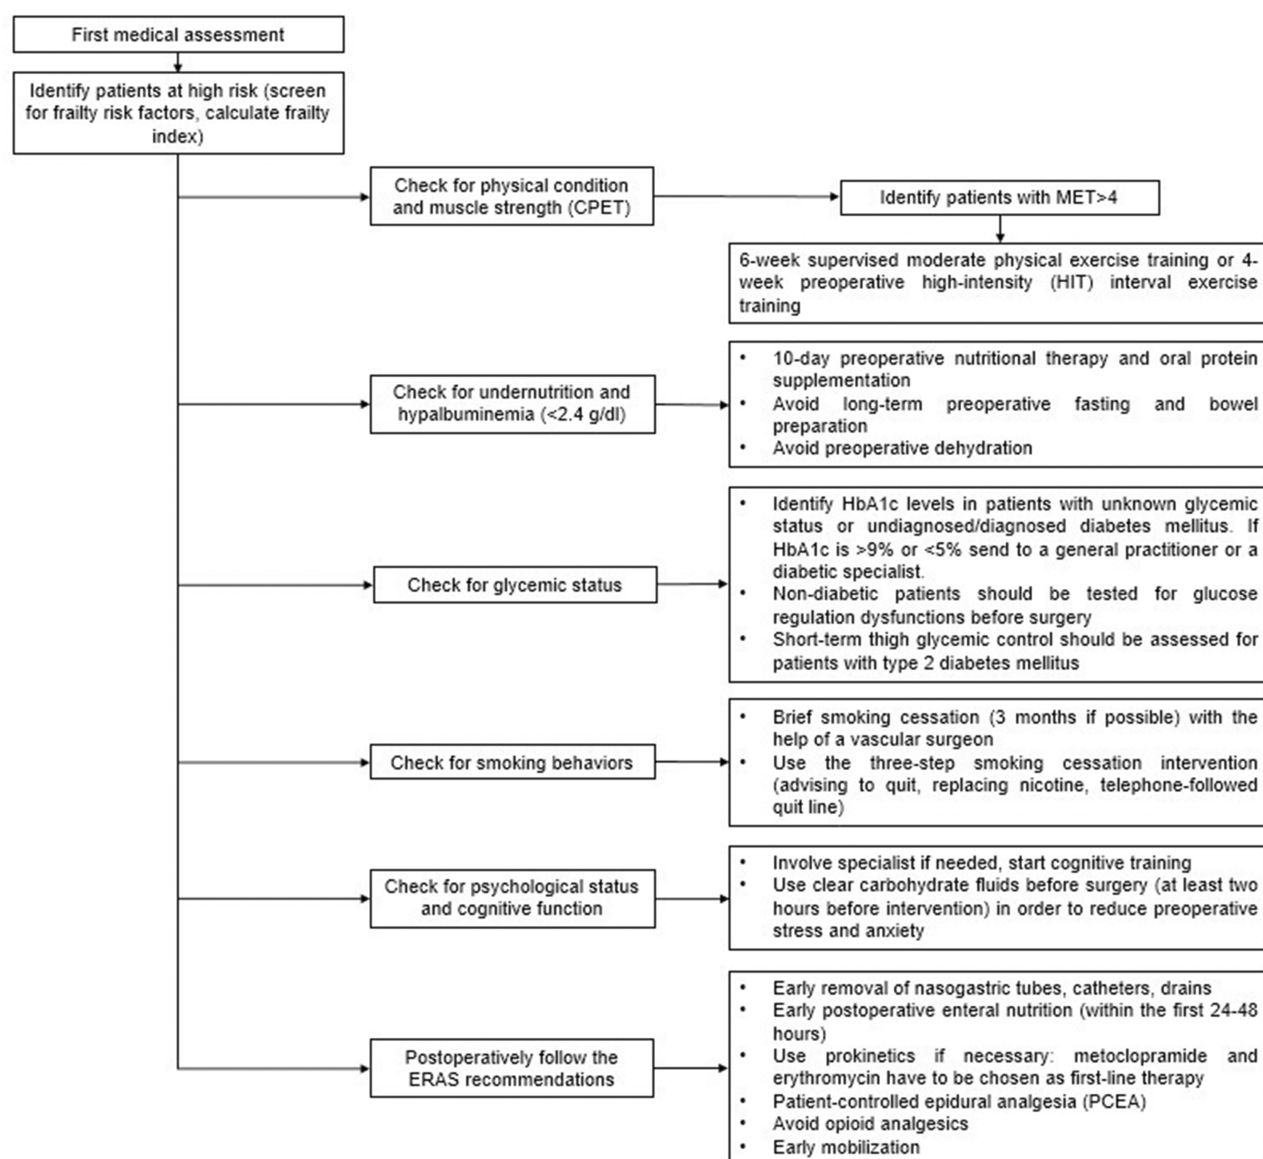 First medical assessment
Identify patients at high risk (screen
for frailty risk factors, calculate frailty
index)
Check for physical condition
and muscle strength (CPET)
Identify patients with MET>4
6-week supervised moderate physical exercise training or 4-
week preoperative high-intensity (HIT) interval exercise
training
Check for undernutrition and
hypalbuminemia (<2.4 g/dl)
• 10-day preoperative nutritional therapy and oral protein
supplementation
• Avoid long-term preoperative fasting and bowel
preparation
• Avoid preoperative dehydration
Check for glycemic status
• Identify HbA1c levels in patients with unknown glycemic
status or undiagnosed/diagnosed diabetes mellitus. If
HbA1c is >9% or <5% send to a general practitioner or a
diabetic specialist.
• Non-diabetic patients should be tested for glucose
regulation dysfunctions before surgery
• Short-term thigh glycemic control should be assessed for
patients with type 2 diabetes mellitus
Check for smoking behaviors
• Brief smoking cessation (3 months if possible) with the
help of a vascular surgeon
• Use the three-step smoking cessation intervention
(advising to quit, replacing nicotine, telephone-followed
quit line)
Check for psychological status
and cognitive function
• Involve specialist if needed, start cognitive training
• Use clear carbohydrate fluids before surgery (at least two
hours before intervention) in order to reduce preoperative
stress and anxiety
Postoperatively follow the
ERAS recommendations
• Early removal of nasogastric tubes, catheters, drains
• Early postoperative enteral nutrition (within the first 24-48
hours)
• Use prokinetics if necessary: metoclopramide and
erythromycin have to be chosen as first-line therapy
• Patient-controlled epidural analgesia (PCEA)
• Avoid opioid analgesics
• Early mobilization